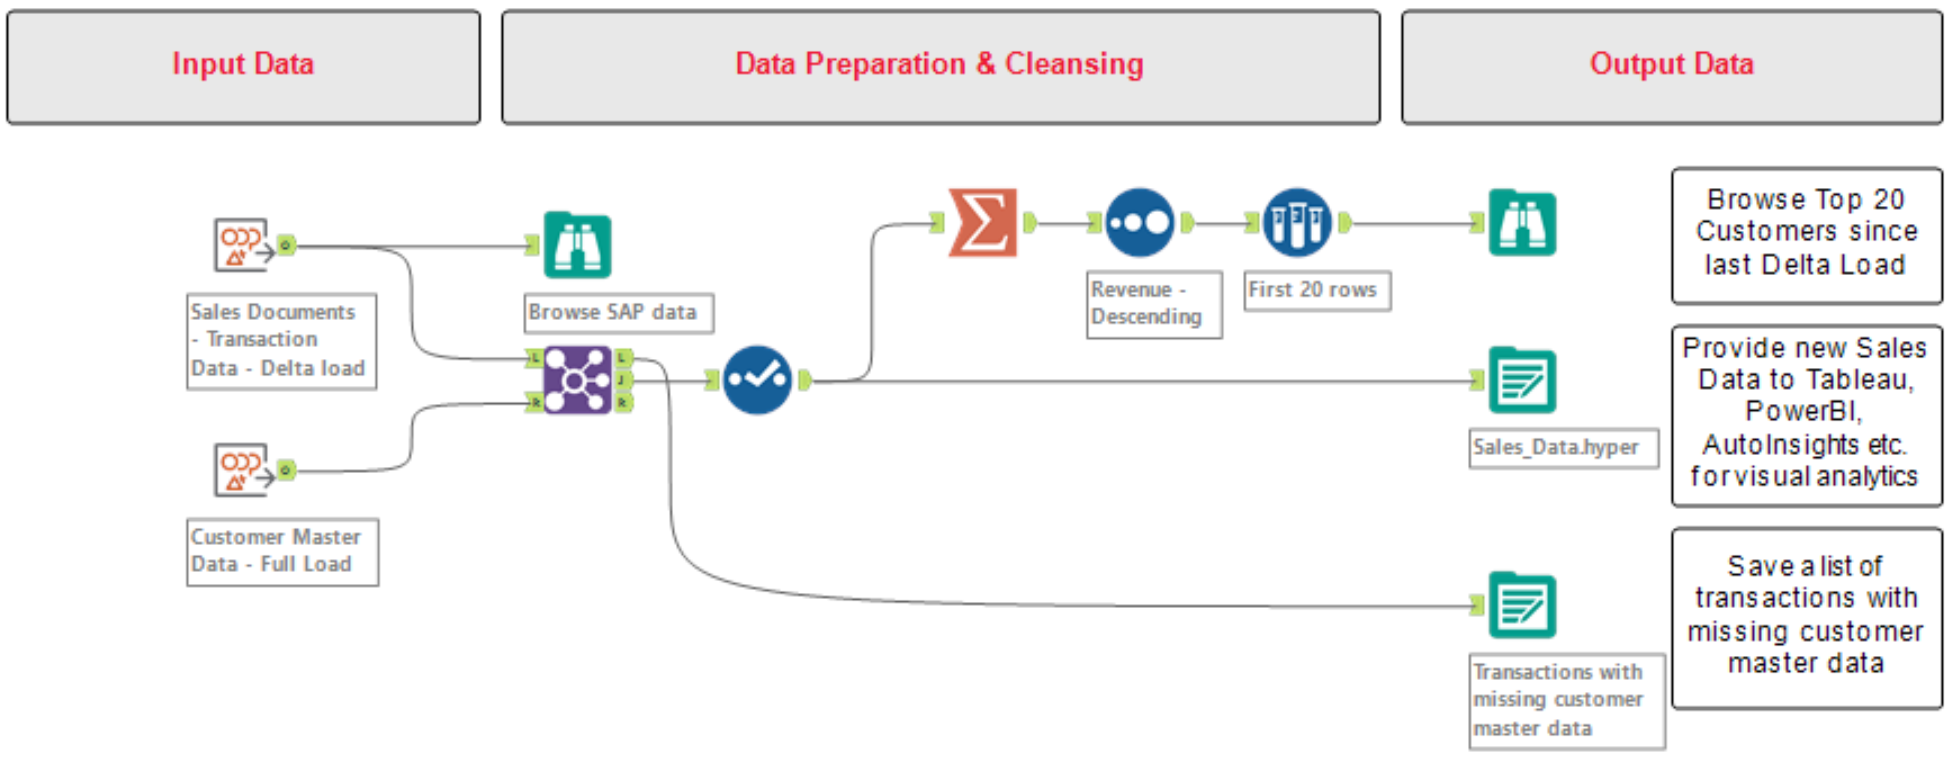 Input Data
Data Preparation & Cleansing
Output Data
Sales Documents
- Transaction
Data - Delta load
Browse SAP data
Customer Master
Data - Full Load
L
R
L
J
R
Revenue -
Descending
First 20 rows
Browse Top 20
Customers since
last Delta Load
Sales_Data.hyper
Provide new Sales
Data to Tableau,
PowerBI,
AutoInsights etc.
for visual analytics
Transactions with
missing customer
master data
Save a list of
transactions with
missing customer
master data